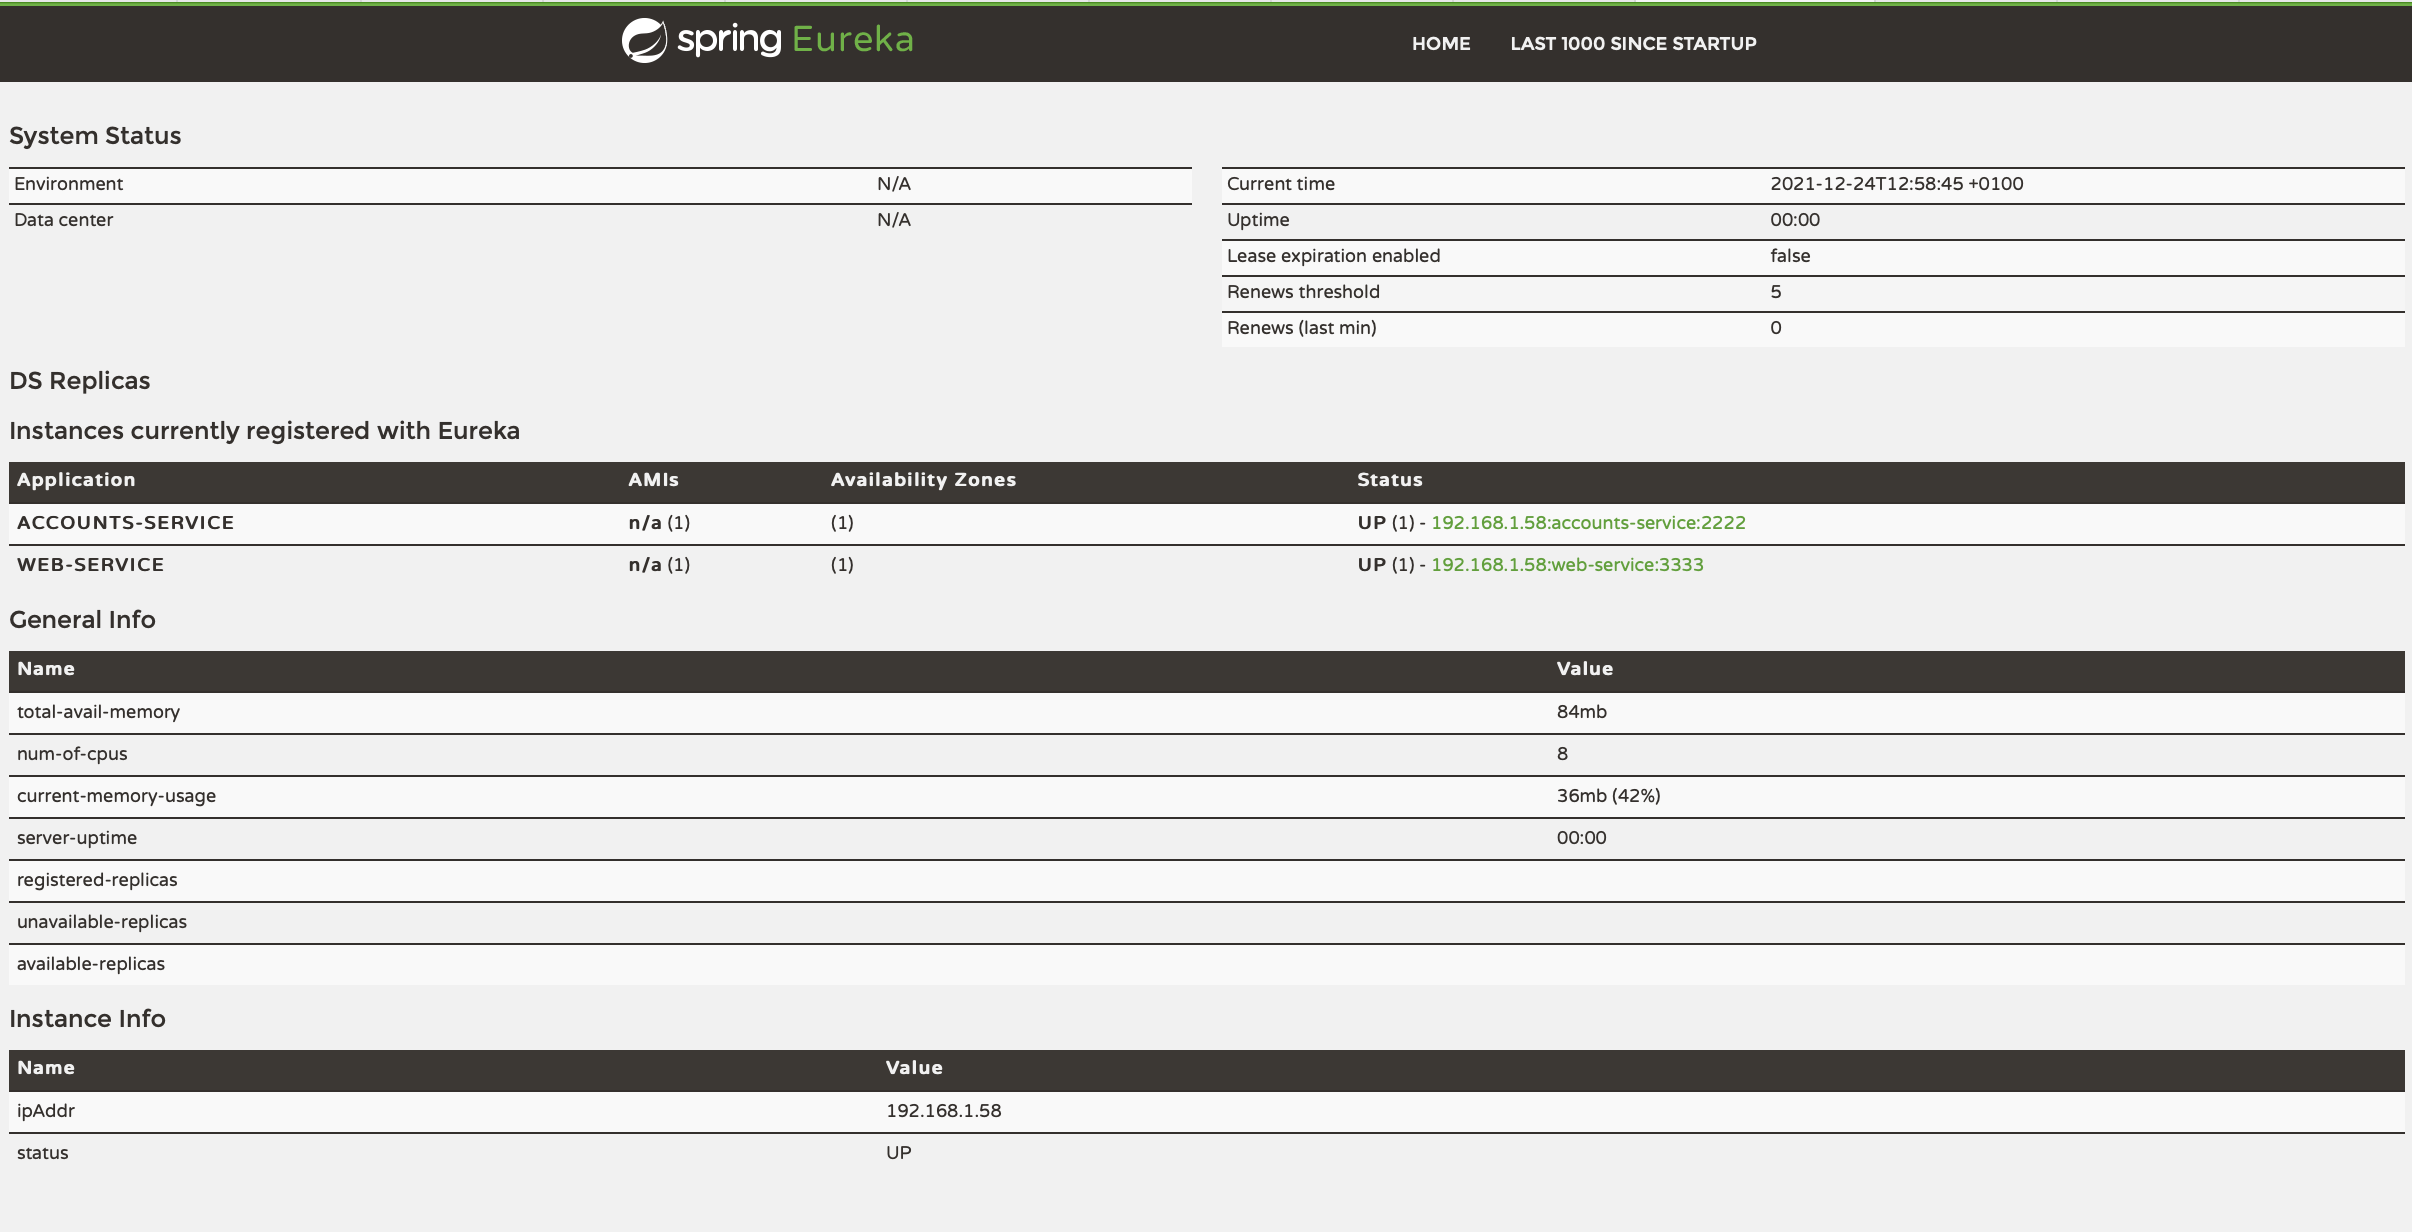 spring Eureka HOME LAST 1000 SINCE STARTUP
System Status
Environment N/A
Data center N/A
Current time 2021-12-24T12:58:45 +0100
Uptime 00:00
Lease expiration enabled false
Renews threshold 5
Renews (last min) 0
DS Replicas
Instances currently registered with Eureka
Application AMIs Availability Zones Status
ACCOUNTS-SERVICE n/a (1) (1) UP (1) - 192.168.1.58:accounts-service:2222
WEB-SERVICE n/a (1) (1) UP (1) - 192.168.1.58:web-service:3333
General Info
Name Value
total-avail-memory 84mb
num-of-cpus 8
current-memory-usage 36mb (42%)
server-uptime 00:00
registered-replicas
unavailable-replicas
available-replicas
Instance Info
Name Value
ipAddr 192.168.1.58
status UP